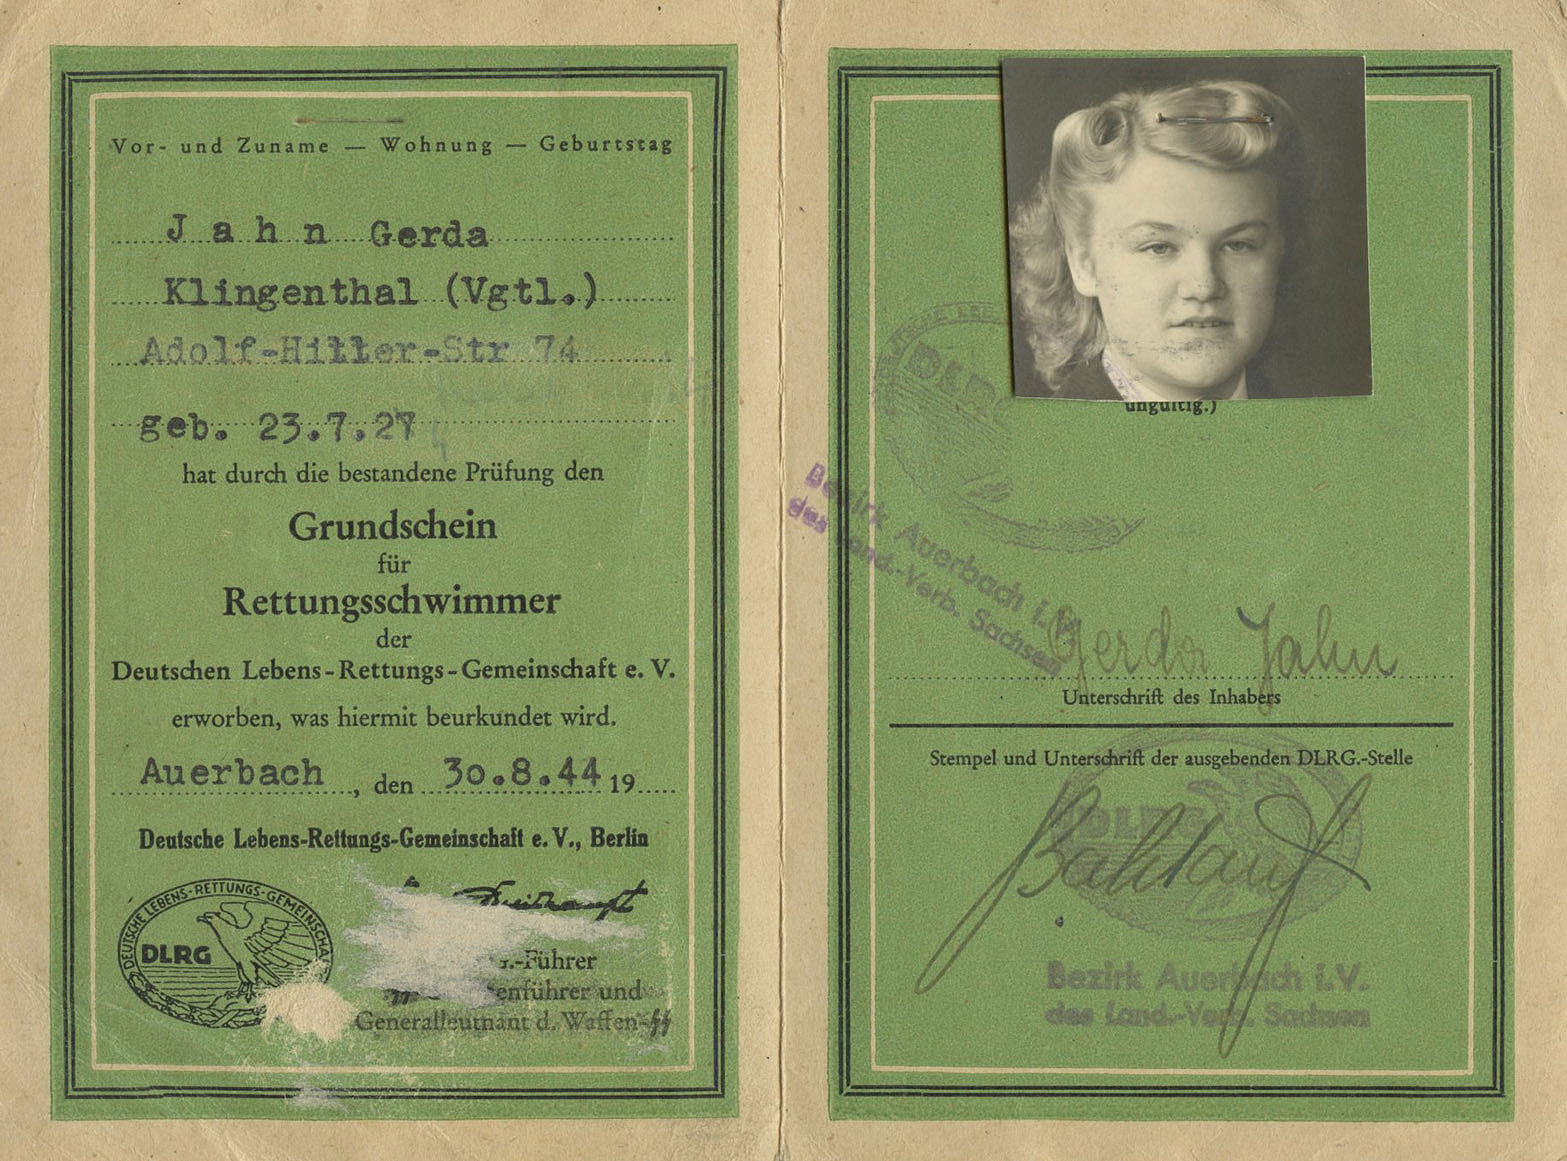 Vor- und Zuname — Wohnung — Geburtstag
Jahn Gerda
Klingenthal (Vgtl.)
Adolf-Hitler-Str 74
geb. 23.7.27
hat durch die bestandene Prüfung den
Grundschein
für
Rettungsschwimmer
der
Deutschen Lebens-Rettungs-Gemeinschaft e. V.
erworben, was hiermit beurkundet wird.
Auerbach, den 30.8.44 19
Deutsche Lebens-Rettungs-Gemeinschaft e. V., Berlin
DEUTSCHE LEBENS-RETTUNGS-GEMEINSCHAFT
DLRG
.-Führer
enführer und
Generalleutnant d. Waffen-SS
ungültig.)
DLRG
Bezirk Auerbach i.V.
des Land.-Verb. Sachsen
Gerda Jahn
Unterschrift des Inhabers
Stempel und Unterschrift der ausgebenden DLRG.-Stelle
DLRG
Bezirk Auerbach i.V.
des Land.-Verb. Sachsen